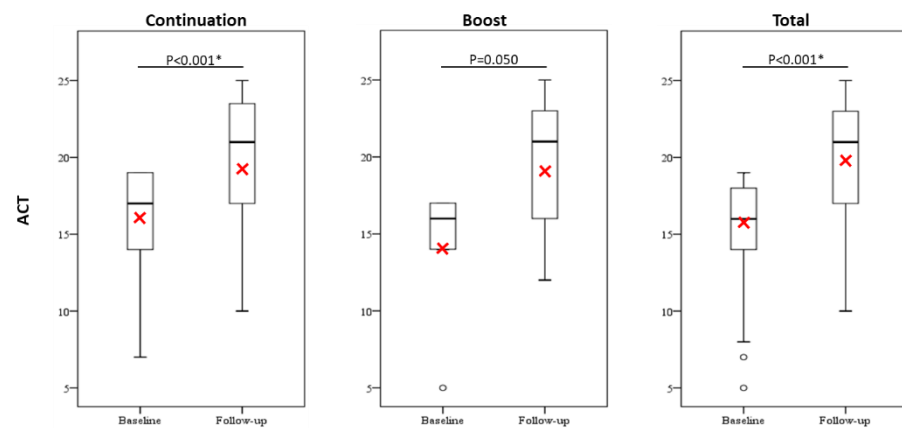 Continuation
Boost
Total
P<0.001*
P=0.050
P<0.001*
ACT
25
20
15
10
5
Baseline
Follow-up
25
20
15
10
5
Baseline
Follow-up
25
20
15
10
5
Baseline
Follow-up